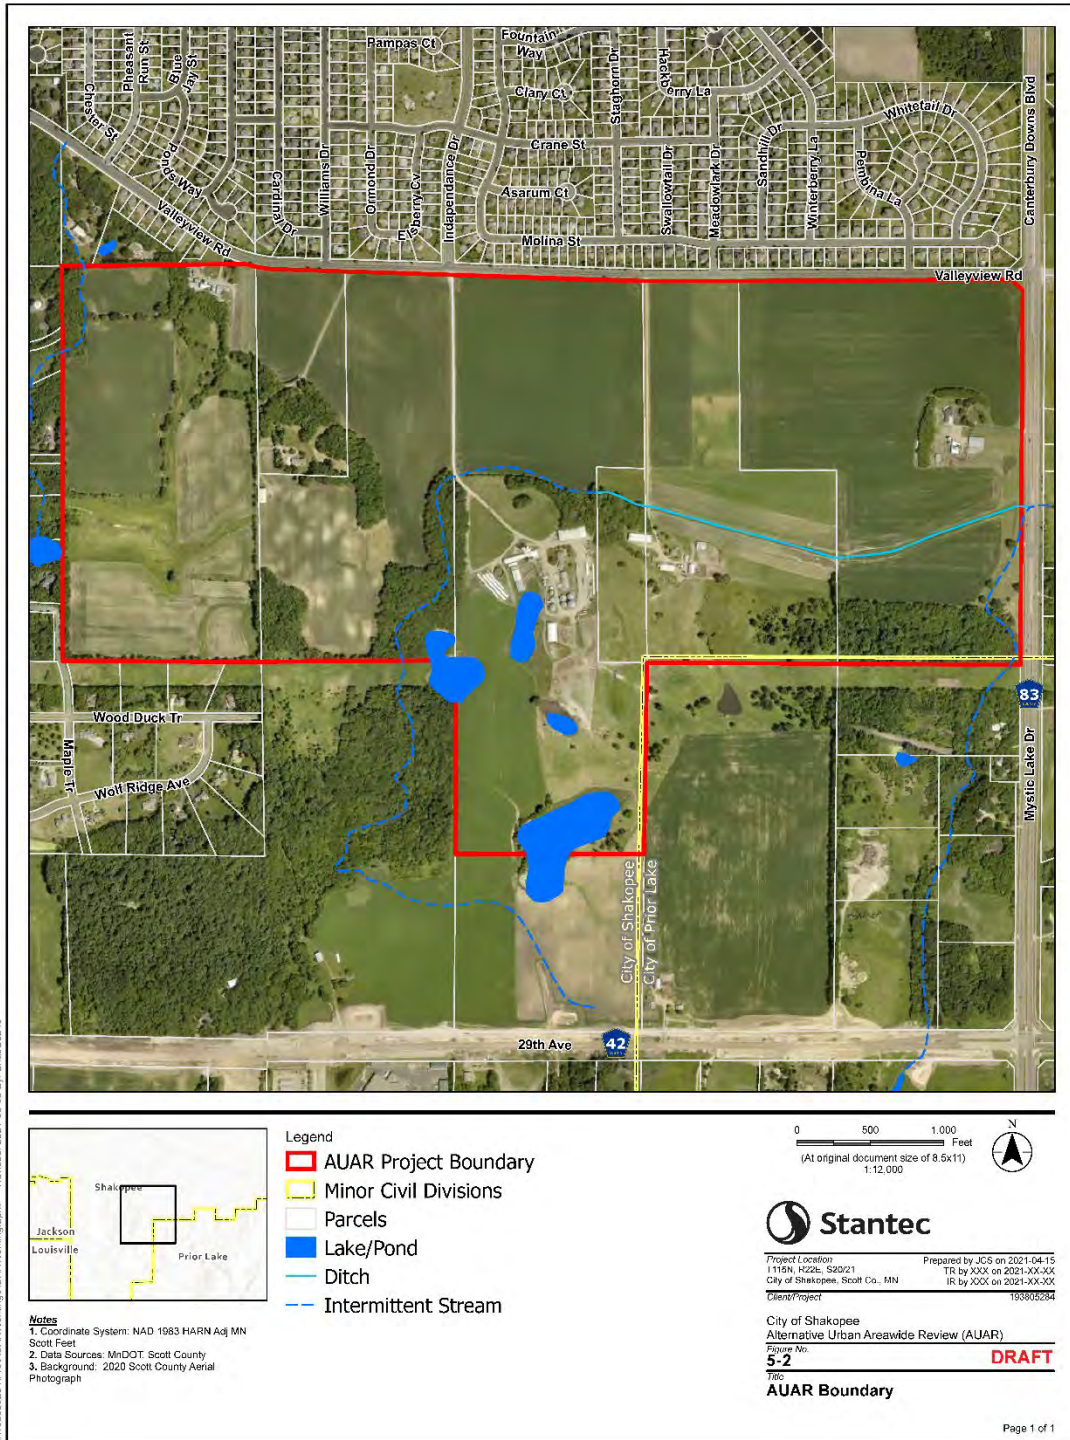 Fountain
Way
Pampas Ct
Pheasant
Run St
Blue
Jay St
Chester St
Clary Ct
Hackberry La
Staghorn Dr
Whitetail Dr
Canterbury Downs Blvd
Crane St
Ponds Way
Cardinal Dr
Williams Dr
Ormond Dr
Elsberry Cv
Independance Dr
Asarum Ct
Swallowtail Dr
Meadowlark Dr
Sandhill Dr
Winterberry La
Pembina La
Molina St
Valleyview Rd
Valleyview Rd
83
Wood Duck Tr
Maple Tr
Wolf Ridge Ave
Mystic Lake Dr
City of Shakopee
City of Prior Lake
29th Ave
42
Shakopee
Jackson
Louisville
Prior Lake
Notes
1. Coordinate System: NAD 1983 HARN Adj MN
Scott Feet
2. Data Sources: MnDOT, Scott County
3. Background: 2020 Scott County Aerial
Photograph
Legend
AUAR Project Boundary
Minor Civil Divisions
Parcels
Lake/Pond
Ditch
Intermittent Stream
0 500 1,000
Feet
(At original document size of 8.5x11)
1:12,000
N
Stantec
Project Location
T115N, R22E, S20/21
City of Shakopee, Scott Co., MN
Prepared by JCS on 2021-04-15
TR by XXX on 2021-XX-XX
IR by XXX on 2021-XX-XX
Client/Project 193805284
City of Shakopee
Alternative Urban Areawide Review (AUAR)
Figure No.
5-2 DRAFT
Title
AUAR Boundary
Page 1 of 1